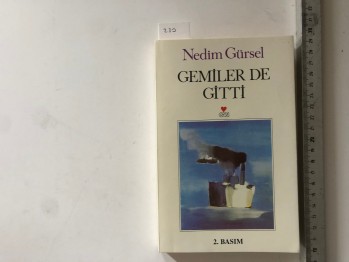 Nedim Gürsel
GEMİLER DE
GİTTİ
2. BASIM